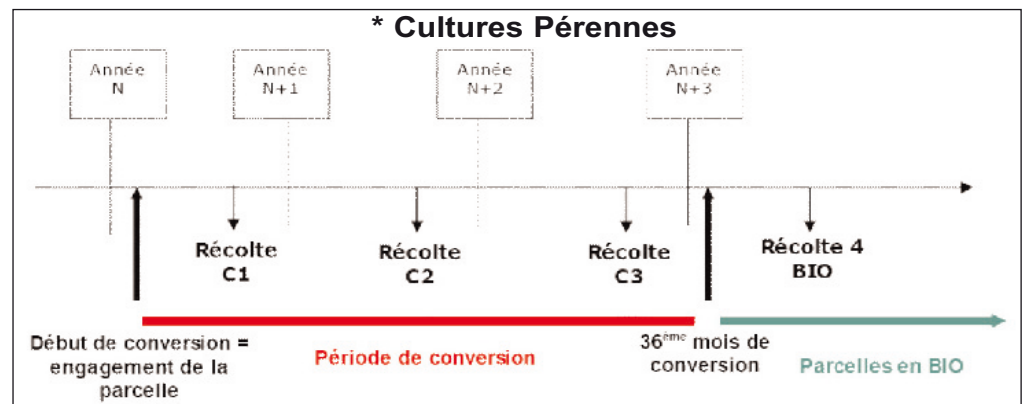 * Cultures Pérennes
Année
N
Année
N+1
Année
N+2
Année
N+3
Récolte
C1
Récolte
C2
Récolte
C3
Récolte 4
BIO
Début de conversion =
engagement de la
parcelle
Période de conversion
36ème mois de
conversion
Parcelles en BIO